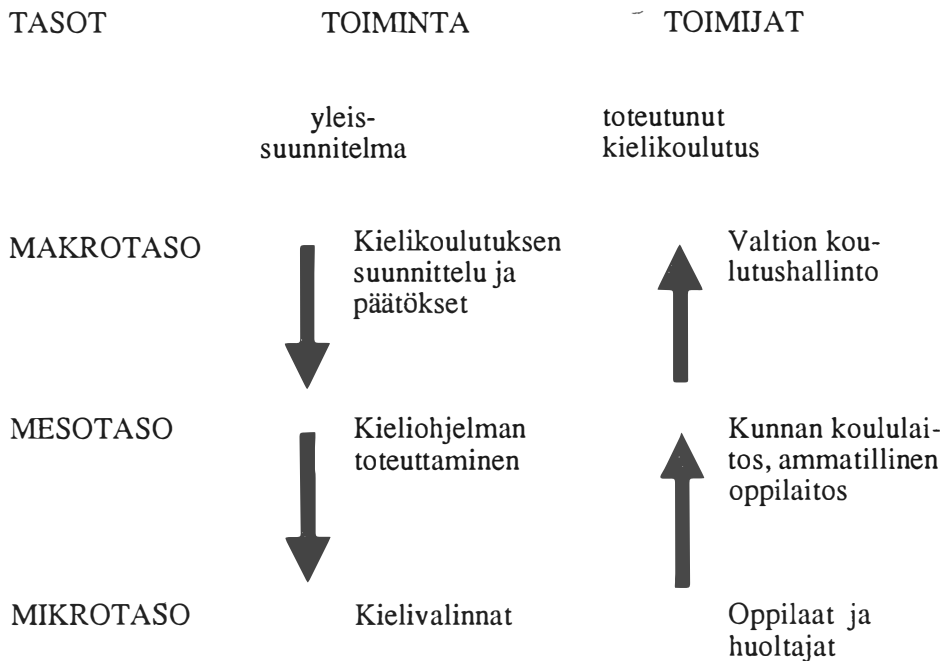 TASOT TOIMINTA TOIMIJAT
yleis-
suunnitelma
toteutunut
kielikoulutus
MAKROTASO
Kielikoulutuksen
suunnittelu ja
päätökset
Valtion kou-
lutushallinto
MESOTASO
Kieliohjelman
toteuttaminen
Kunnan koululai-
tos, ammatillinen
oppilaitos
MIKROTASO
Kielivalinnat
Oppilaat ja
huoltajat